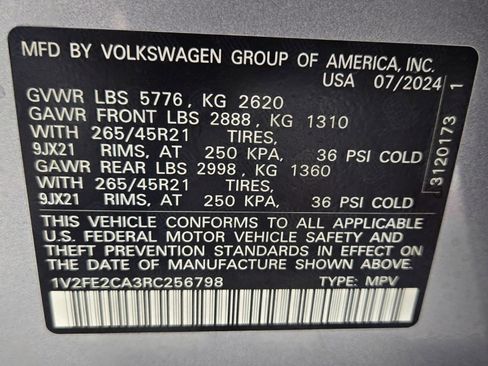 MFD BY VOLKSWAGEN GROUP OF AMERICA, INC.
USA 07/2024
GVWR LBS 5776, KG 2620
GAWR FRONT LBS 2888, KG 1310
WITH 265/45R21 TIRES,
9JX21 RIMS, AT 250 KPA, 36 PSI COLD
GAWR REAR LBS 2998, KG 1360
WITH 265/45R21 TIRES,
9JX21 RIMS, AT 250 KPA, 36 PSI COLD
THIS VEHICLE CONFORMS TO ALL APPLICABLE
U.S. FEDERAL MOTOR VEHICLE SAFETY AND
THEFT PREVENTION STANDARDS IN EFFECT ON THE
DATE OF MANUFACTURE SHOWN ABOVE.
1V2FE2CA3RC256798 TYPE: MPV
3120173 1